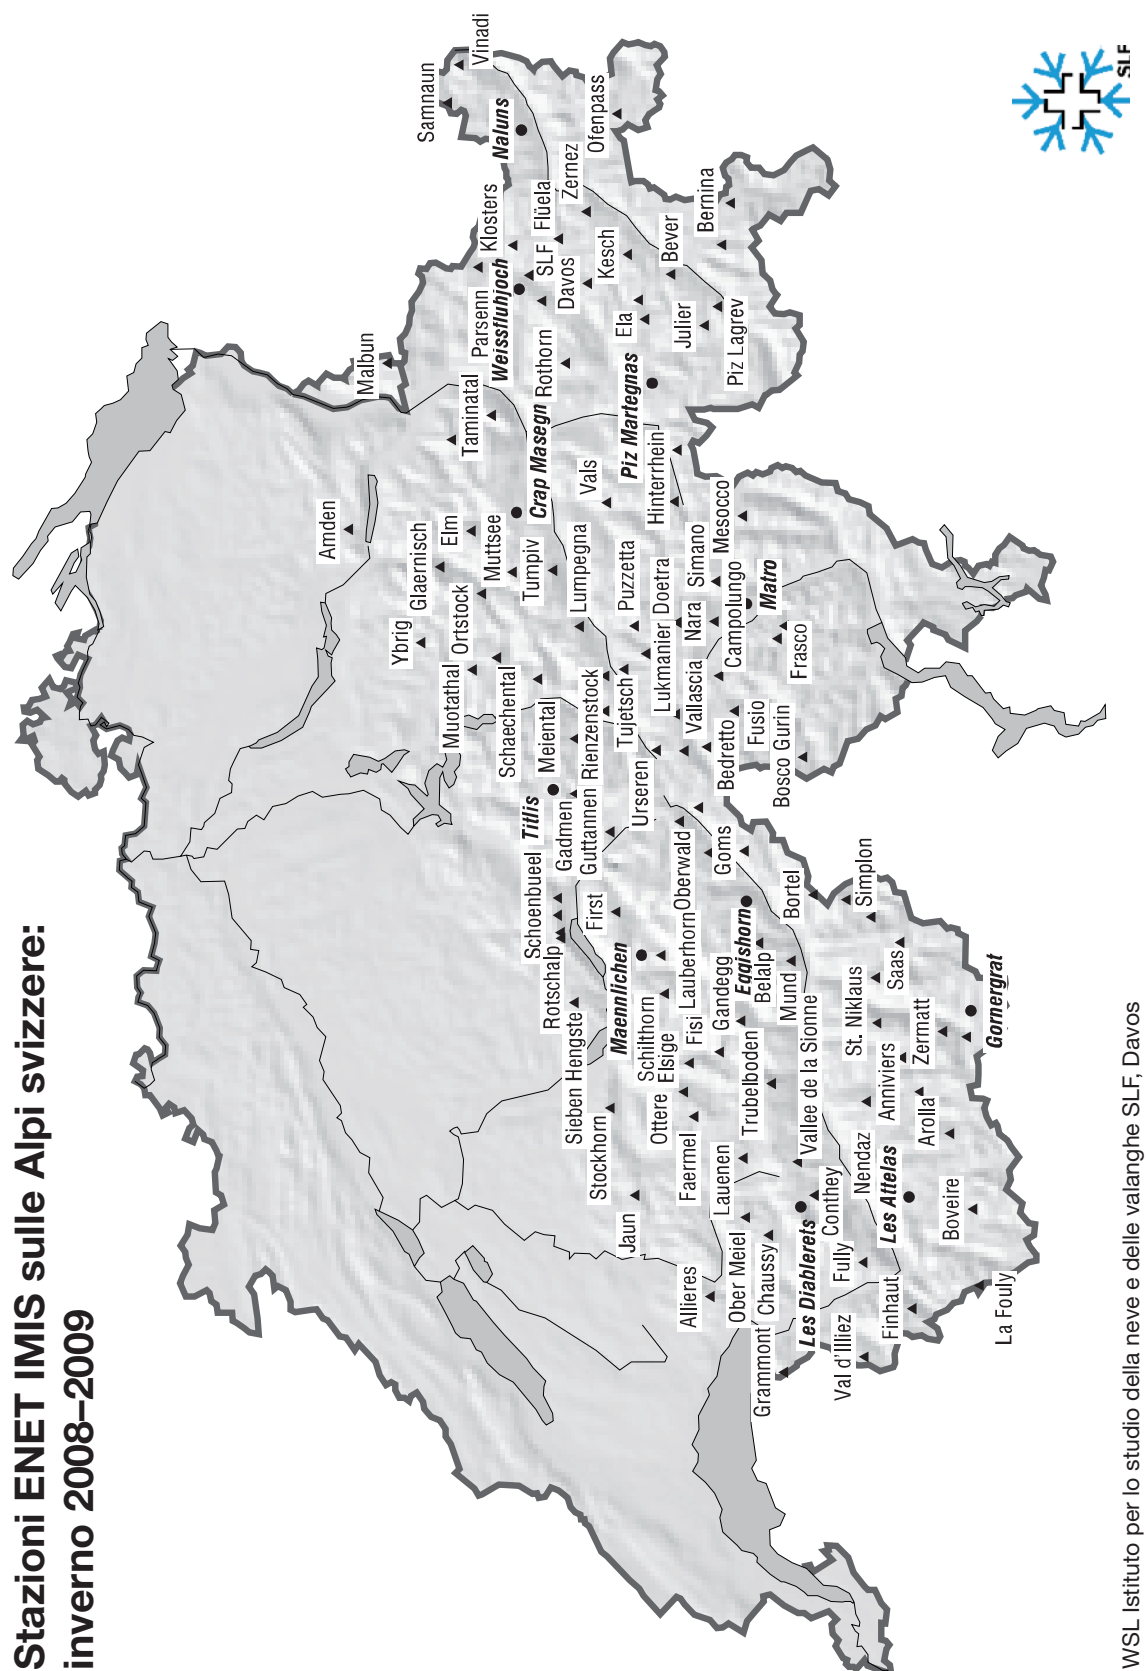 Stazioni ENET IMIS sulle Alpi svizzere:
inverno 2008–2009
Amden
Malbun
Ybrig
Glaernisch
Elm
Taminatal
Samnaun
Vinadi
Muotathal
Ortstock
Muttsee
Parsenn
Klosters
Weissfluhjoch
Naluns
Schaechental
Tumpiv
Crap Masegn
Rothorn
SLF
Flüela
Schoenbueel
Titlis
Meiental
Lumpegna
Davos
Zernez
Rotschalp
Gadmen
Rienzenstock
Vals
Kesch
Ofenpass
Sieben Hengste
First
Guttannen
Tujetsch
Puzzetta
Piz Martegnas
Ela
Stockhorn
Maennlichen
Urseren
Lukmanier
Doetra
Hinterrhein
Bever
Jaun
Schilthorn
Elsige
Oberwald
Vallascia
Nara
Simano
Julier
Bernina
Ottere
Fisi
Lauberhorn
Goms
Bedretto
Campolungo
Mesocco
Piz Lagrev
Faermel
Gandegg
Eggishorn
Fusio
Matro
Allieres
Lauenen
Trubelboden
Belalp
Bosco Gurin
Frasco
Ober Meiel
Mund
Bortel
Chaussy
Vallee de la Sionne
Grammont
Les Diablerets
Conthey
St. Niklaus
Simplon
Val d'Illiez
Fully
Nendaz
Anniviers
Saas
Finhaut
Les Attelas
Arolla
Zermatt
Boveire
Gornergrat
La Fouly
SLF
WSL Istituto per lo studio della neve e delle valanghe SLF, Davos